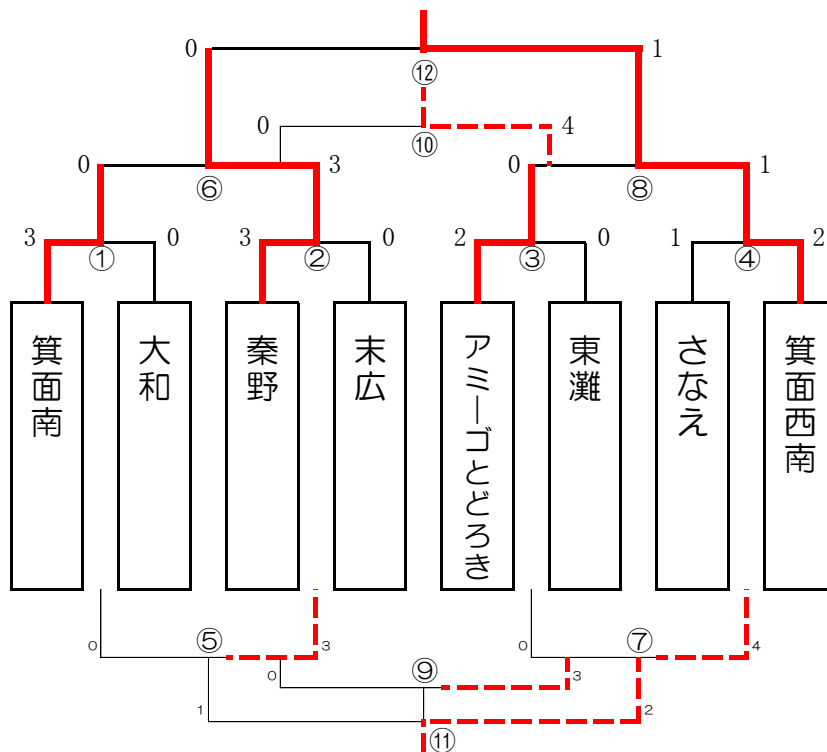 0 1
⑫
0 ⑩ 4
0 ⑥ 3 0 ⑧ 1
3 ① 0 3 ② 0 2 ③ 0 1 ④ 2
箕面南
大和
秦野
末広
アミーゴとどろき
東灘
さなえ
箕面西南
0 ⑤ 3 0 ⑦ 4
0 ⑨ 3
1 ⑪ 2